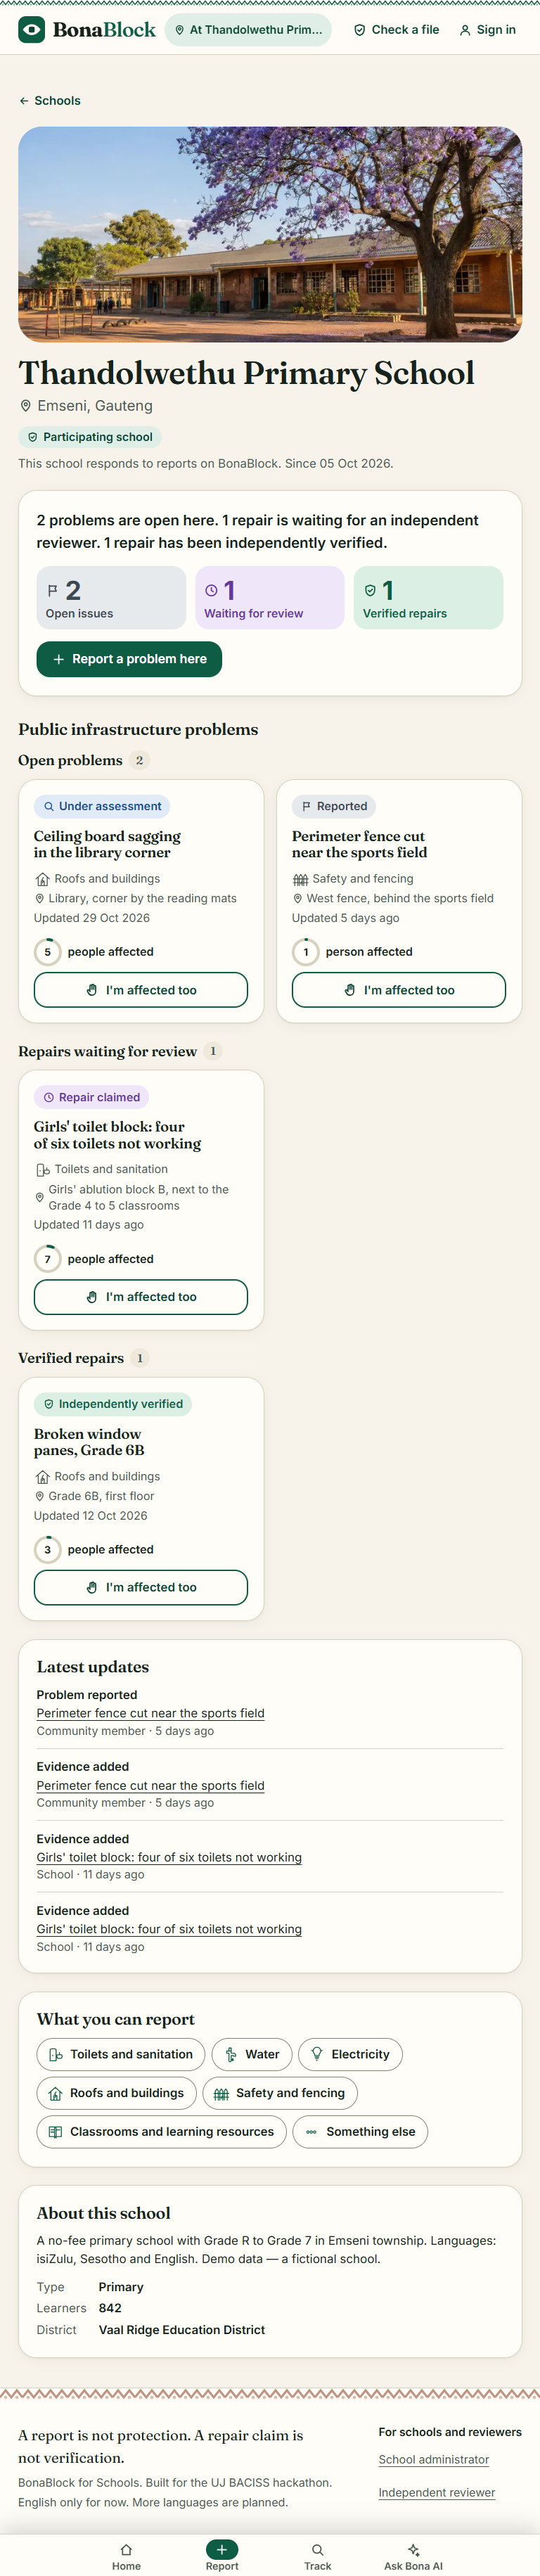 BonaBlock
At Thandolwethu Prim...
Check a file
Sign in
← Schools
Thandolwethu Primary School
Emseni, Gauteng
Participating school
This school responds to reports on BonaBlock. Since 05 Oct 2026.
2 problems are open here. 1 repair is waiting for an independent
reviewer. 1 repair has been independently verified.
2
Open issues
1
Waiting for review
1
Verified repairs
+ Report a problem here
Public infrastructure problems
Open problems 2
Under assessment
Ceiling board sagging
in the library corner
Roofs and buildings
Library, corner by the reading mats
Updated 29 Oct 2026
5 people affected
I'm affected too
Reported
Perimeter fence cut
near the sports field
Safety and fencing
West fence, behind the sports field
Updated 5 days ago
1 person affected
I'm affected too
Repairs waiting for review 1
Repair claimed
Girls' toilet block: four
of six toilets not working
Toilets and sanitation
Girls' ablution block B, next to the
Grade 4 to 5 classrooms
Updated 11 days ago
7 people affected
I'm affected too
Verified repairs 1
Independently verified
Broken window
panes, Grade 6B
Roofs and buildings
Grade 6B, first floor
Updated 12 Oct 2026
3 people affected
I'm affected too
Latest updates
Problem reported
Perimeter fence cut near the sports field
Community member · 5 days ago
Evidence added
Perimeter fence cut near the sports field
Community member · 5 days ago
Evidence added
Girls' toilet block: four of six toilets not working
School · 11 days ago
Evidence added
Girls' toilet block: four of six toilets not working
School · 11 days ago
What you can report
Toilets and sanitation
Water
Electricity
Roofs and buildings
Safety and fencing
Classrooms and learning resources
Something else
About this school
A no-fee primary school with Grade R to Grade 7 in Emseni township. Languages:
isiZulu, Sesotho and English. Demo data — a fictional school.
Type Primary
Learners 842
District Vaal Ridge Education District
A report is not protection. A repair claim is
not verification.
BonaBlock for Schools. Built for the UJ BACISS hackathon.
English only for now. More languages are planned.
For schools and reviewers
School administrator
Independent reviewer
Home
Report
Track
Ask Bona AI